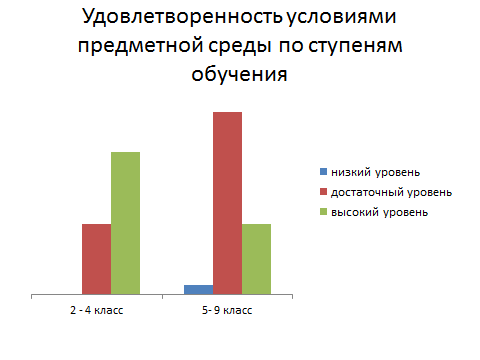 Удовлетворенность условиями
предметной среды по ступеням
обучения
низкий уровень
достаточный уровень
высокий уровень
2 - 4 класс
5- 9 класс